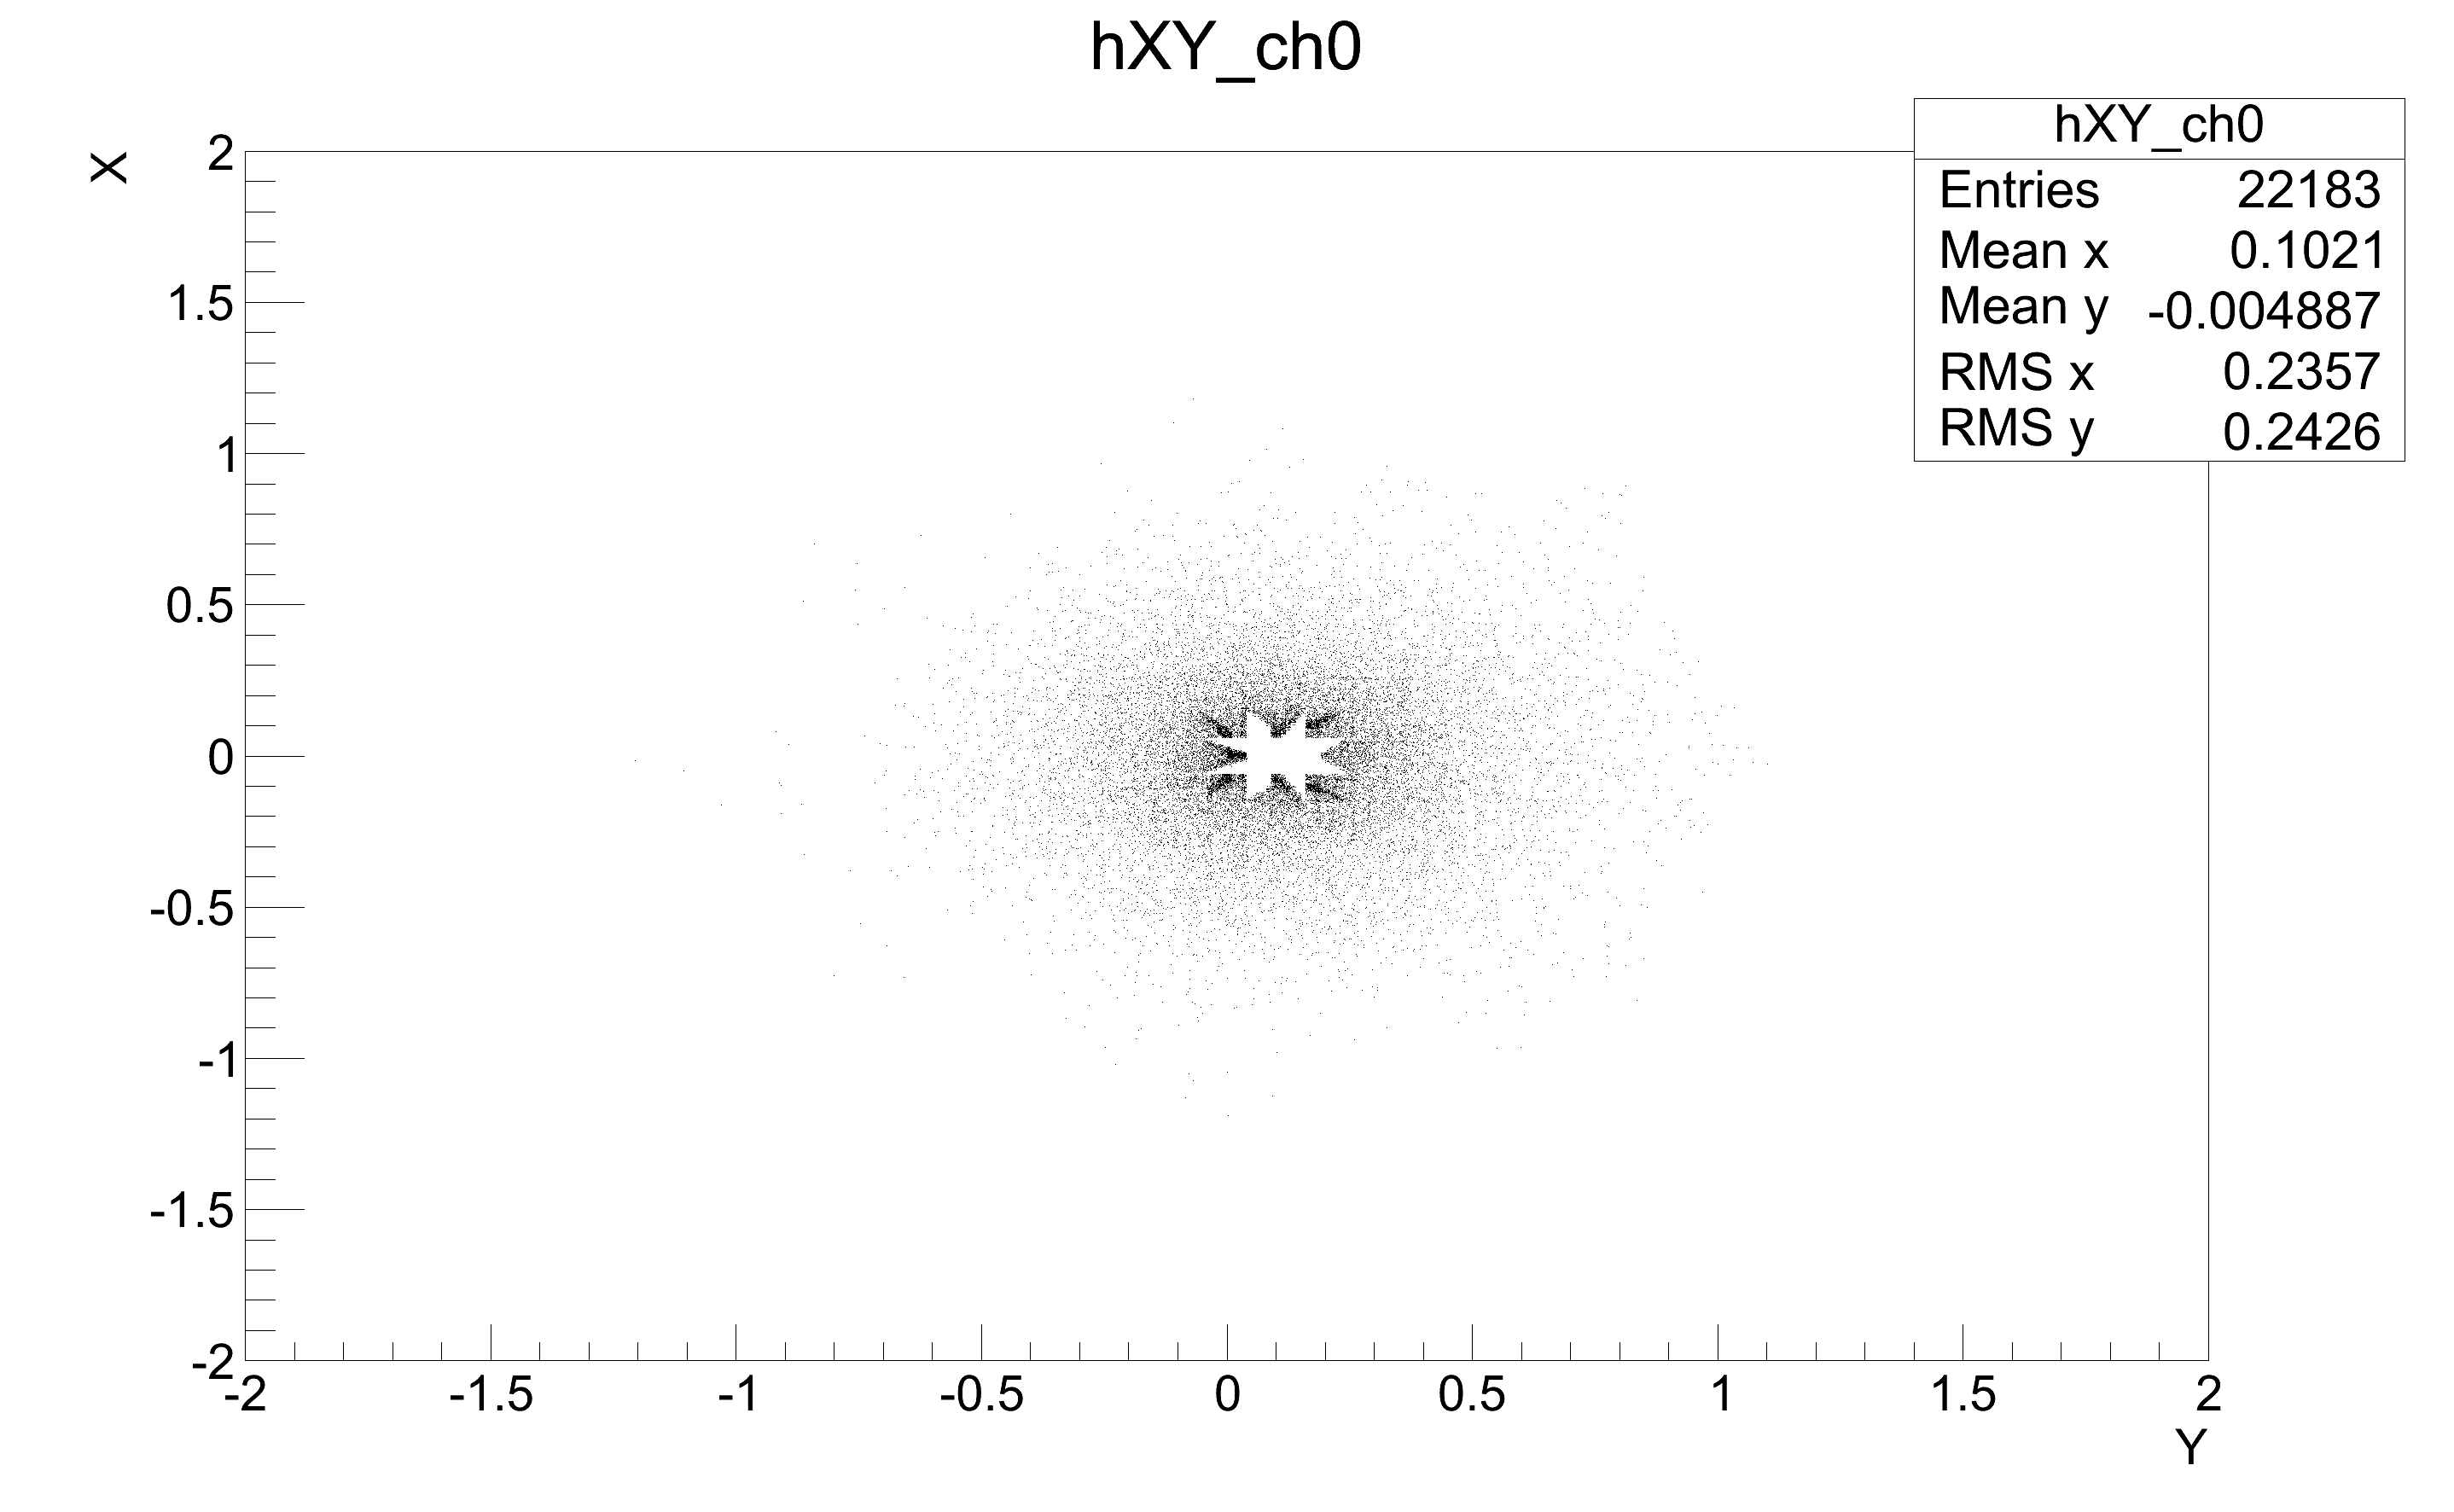 hXY_ch0
hXY_ch0
Entries 22183
Mean x 0.1021
Mean y -0.004887
RMS x 0.2357
RMS y 0.2426
X
2
1.5
1
0.5
0
-0.5
-1
-1.5
-2
-2 -1.5 -1 -0.5 0 0.5 1 1.5 2
Y